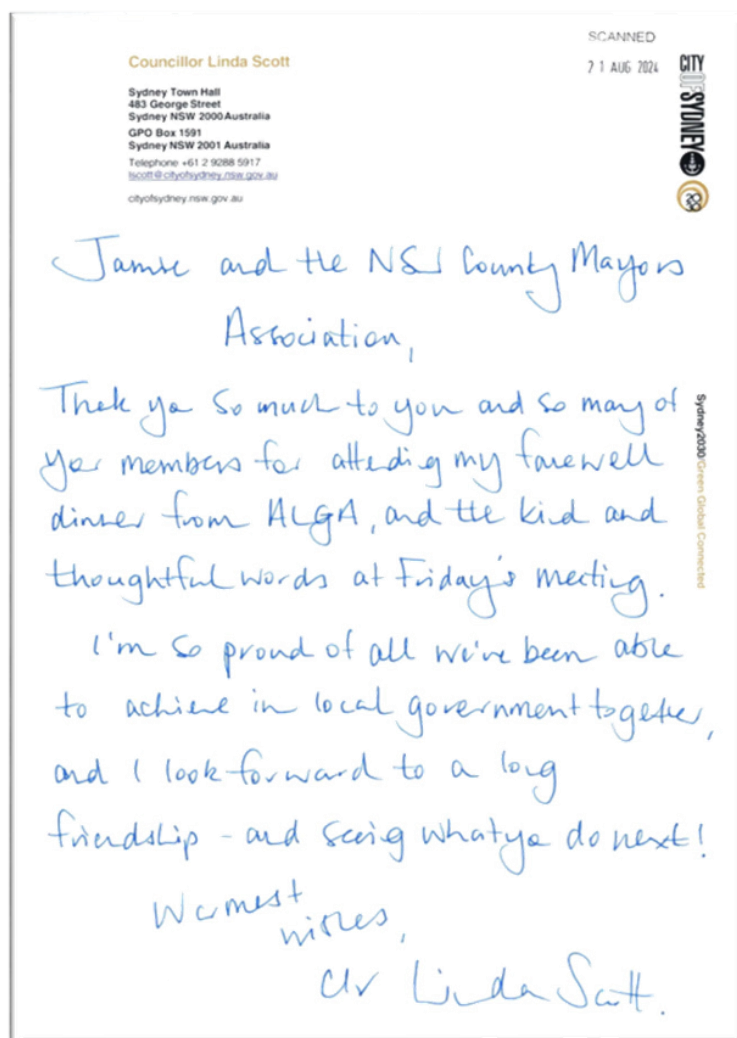 SCANNED
21 AUG 2024
CITY OF SYDNEY
2030
Councillor Linda Scott
Sydney Town Hall
483 George Street
Sydney NSW 2000 Australia
GPO Box 1591
Sydney NSW 2001 Australia
Telephone +61 2 9288 5917
lscott@cityofsydney.nsw.gov.au
cityofsydney.nsw.gov.au
Jamie and the NSW Country Mayors
Association,
Thank you so much to you and so many of
your members for attending my farewell
dinner from ALGA, and the kind and
thoughtful words at Friday's meeting.
I'm so proud of all we've been able
to achieve in local government together,
and I look forward to a long
friendship - and seeing what you do next!
Warmest
wishes,
Clr Linda Scott.
Sydney2030/Green Global Connected